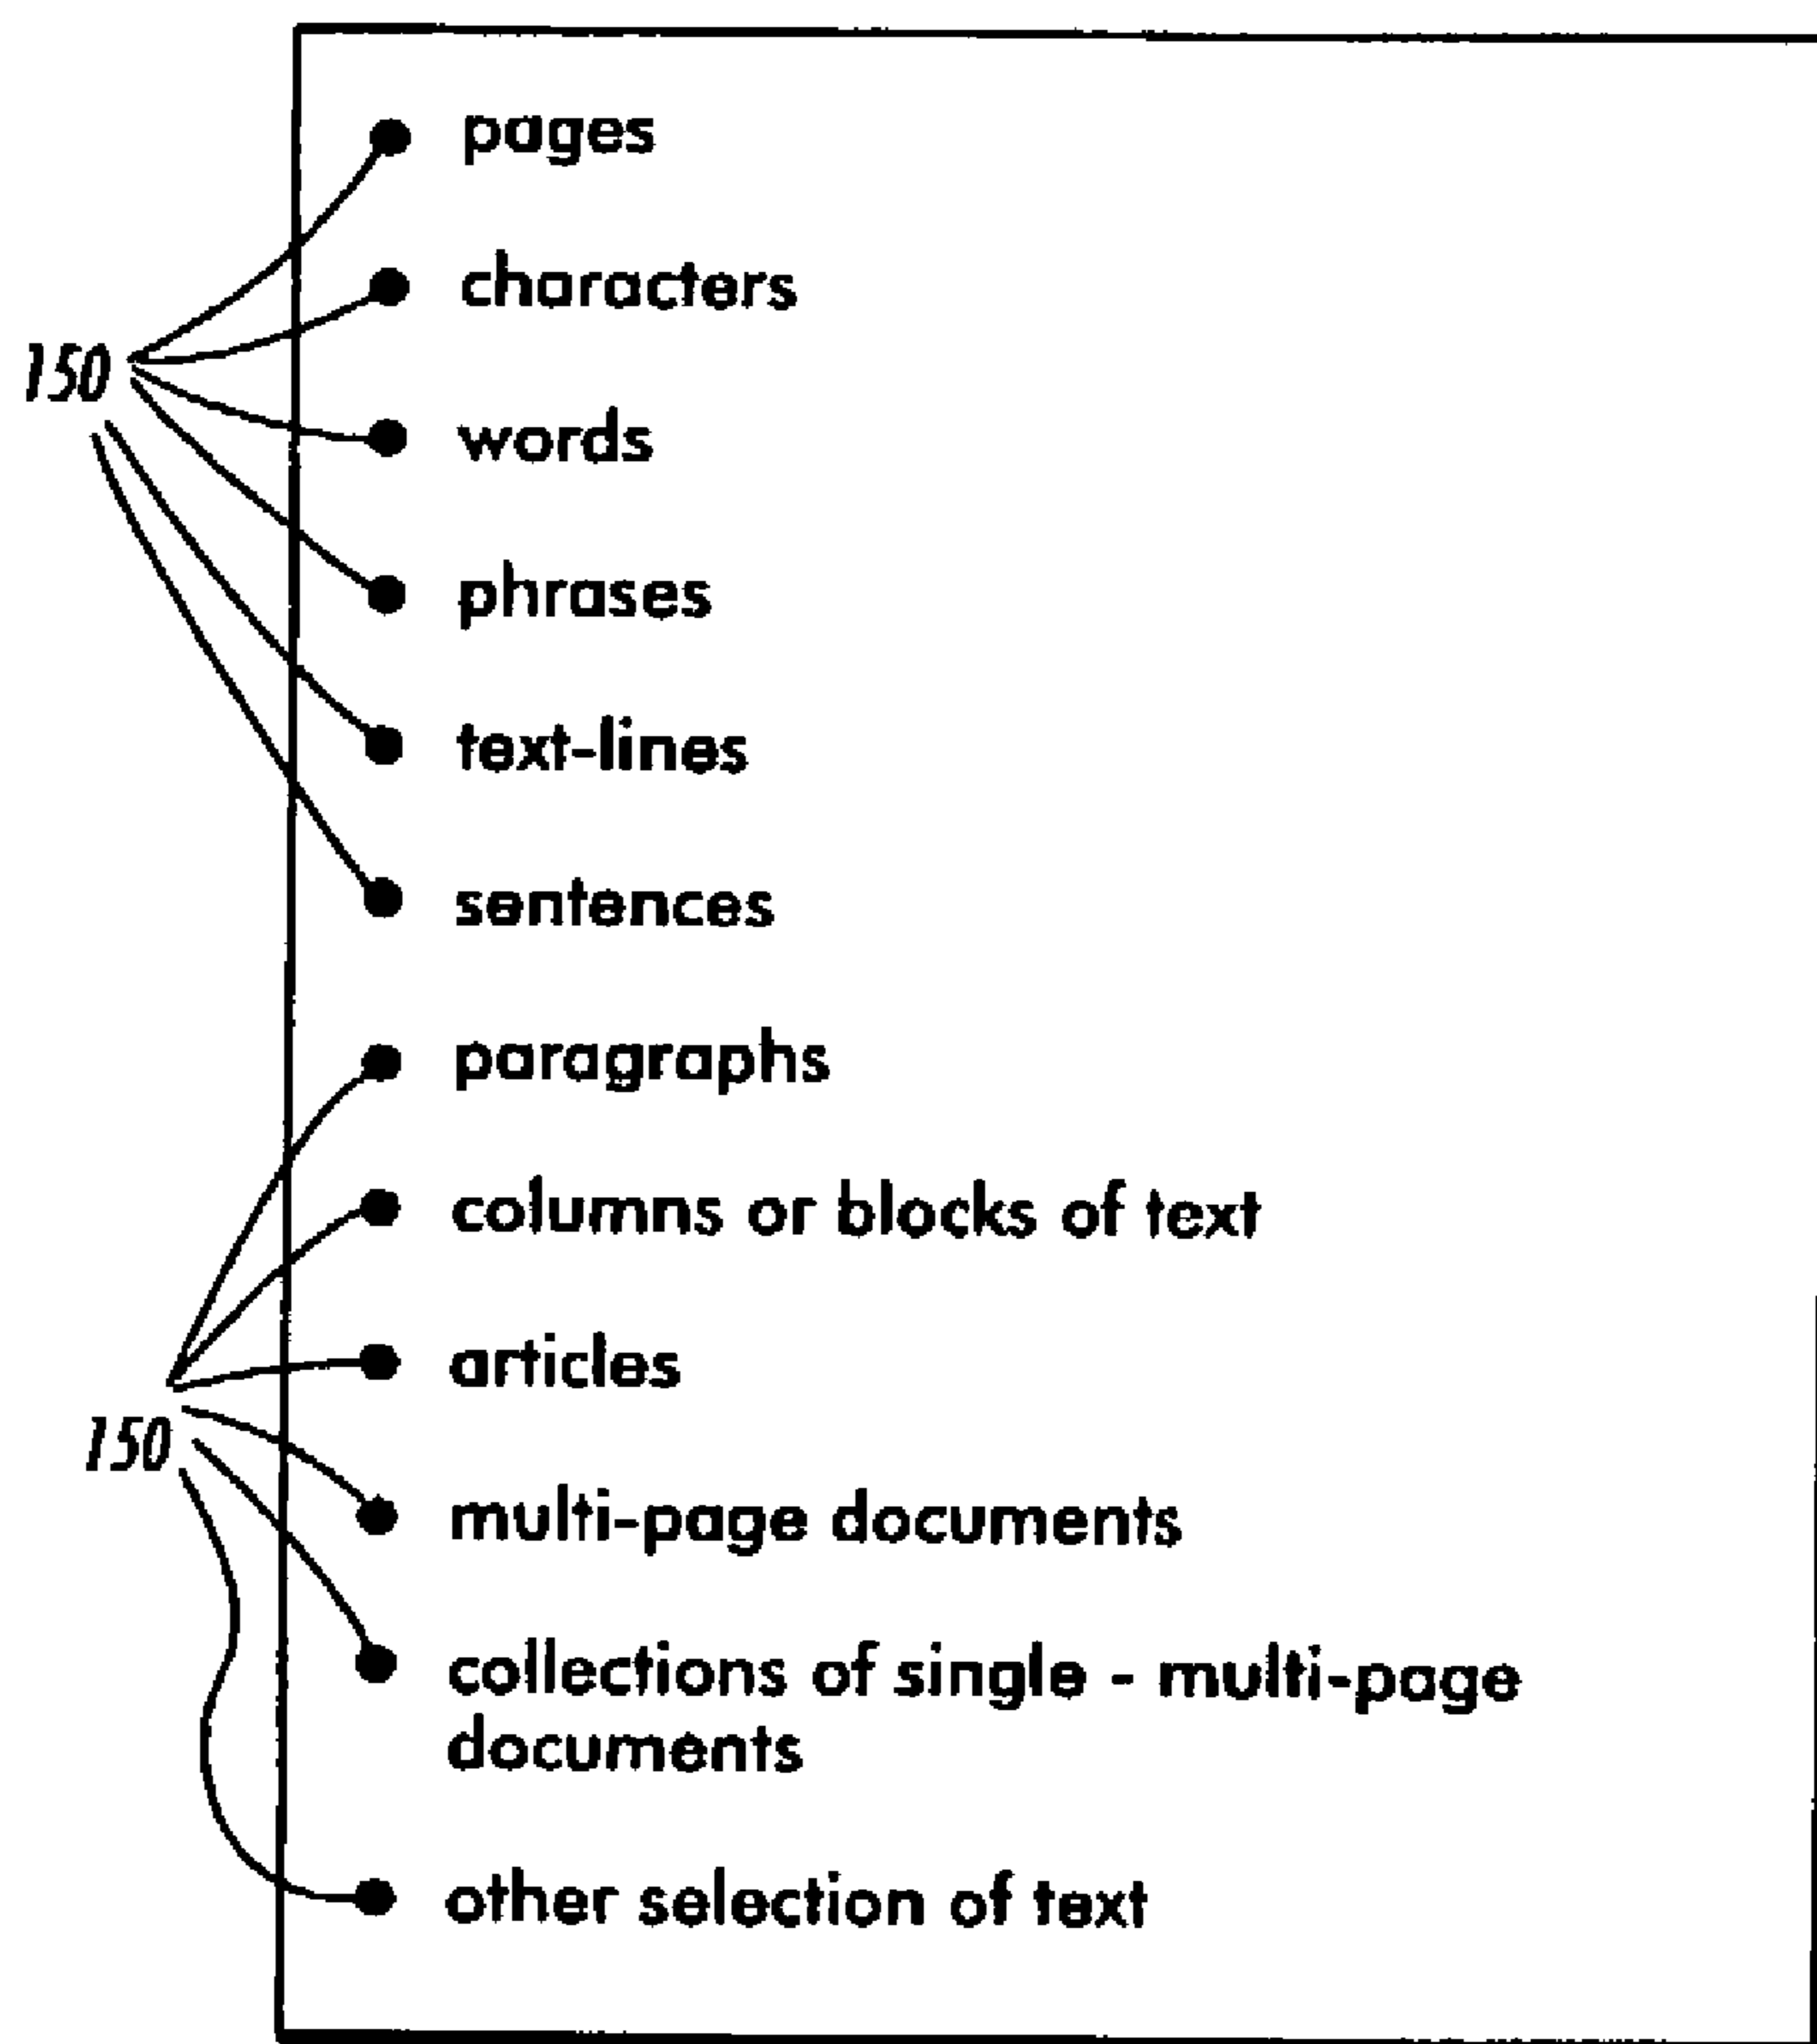 pages
characters
150
words
phrases
text-lines
sentences
paragraphs
columns or blocks of text
articles
150
multi-page documents
collections of single - multi-page
documents
other selection of text